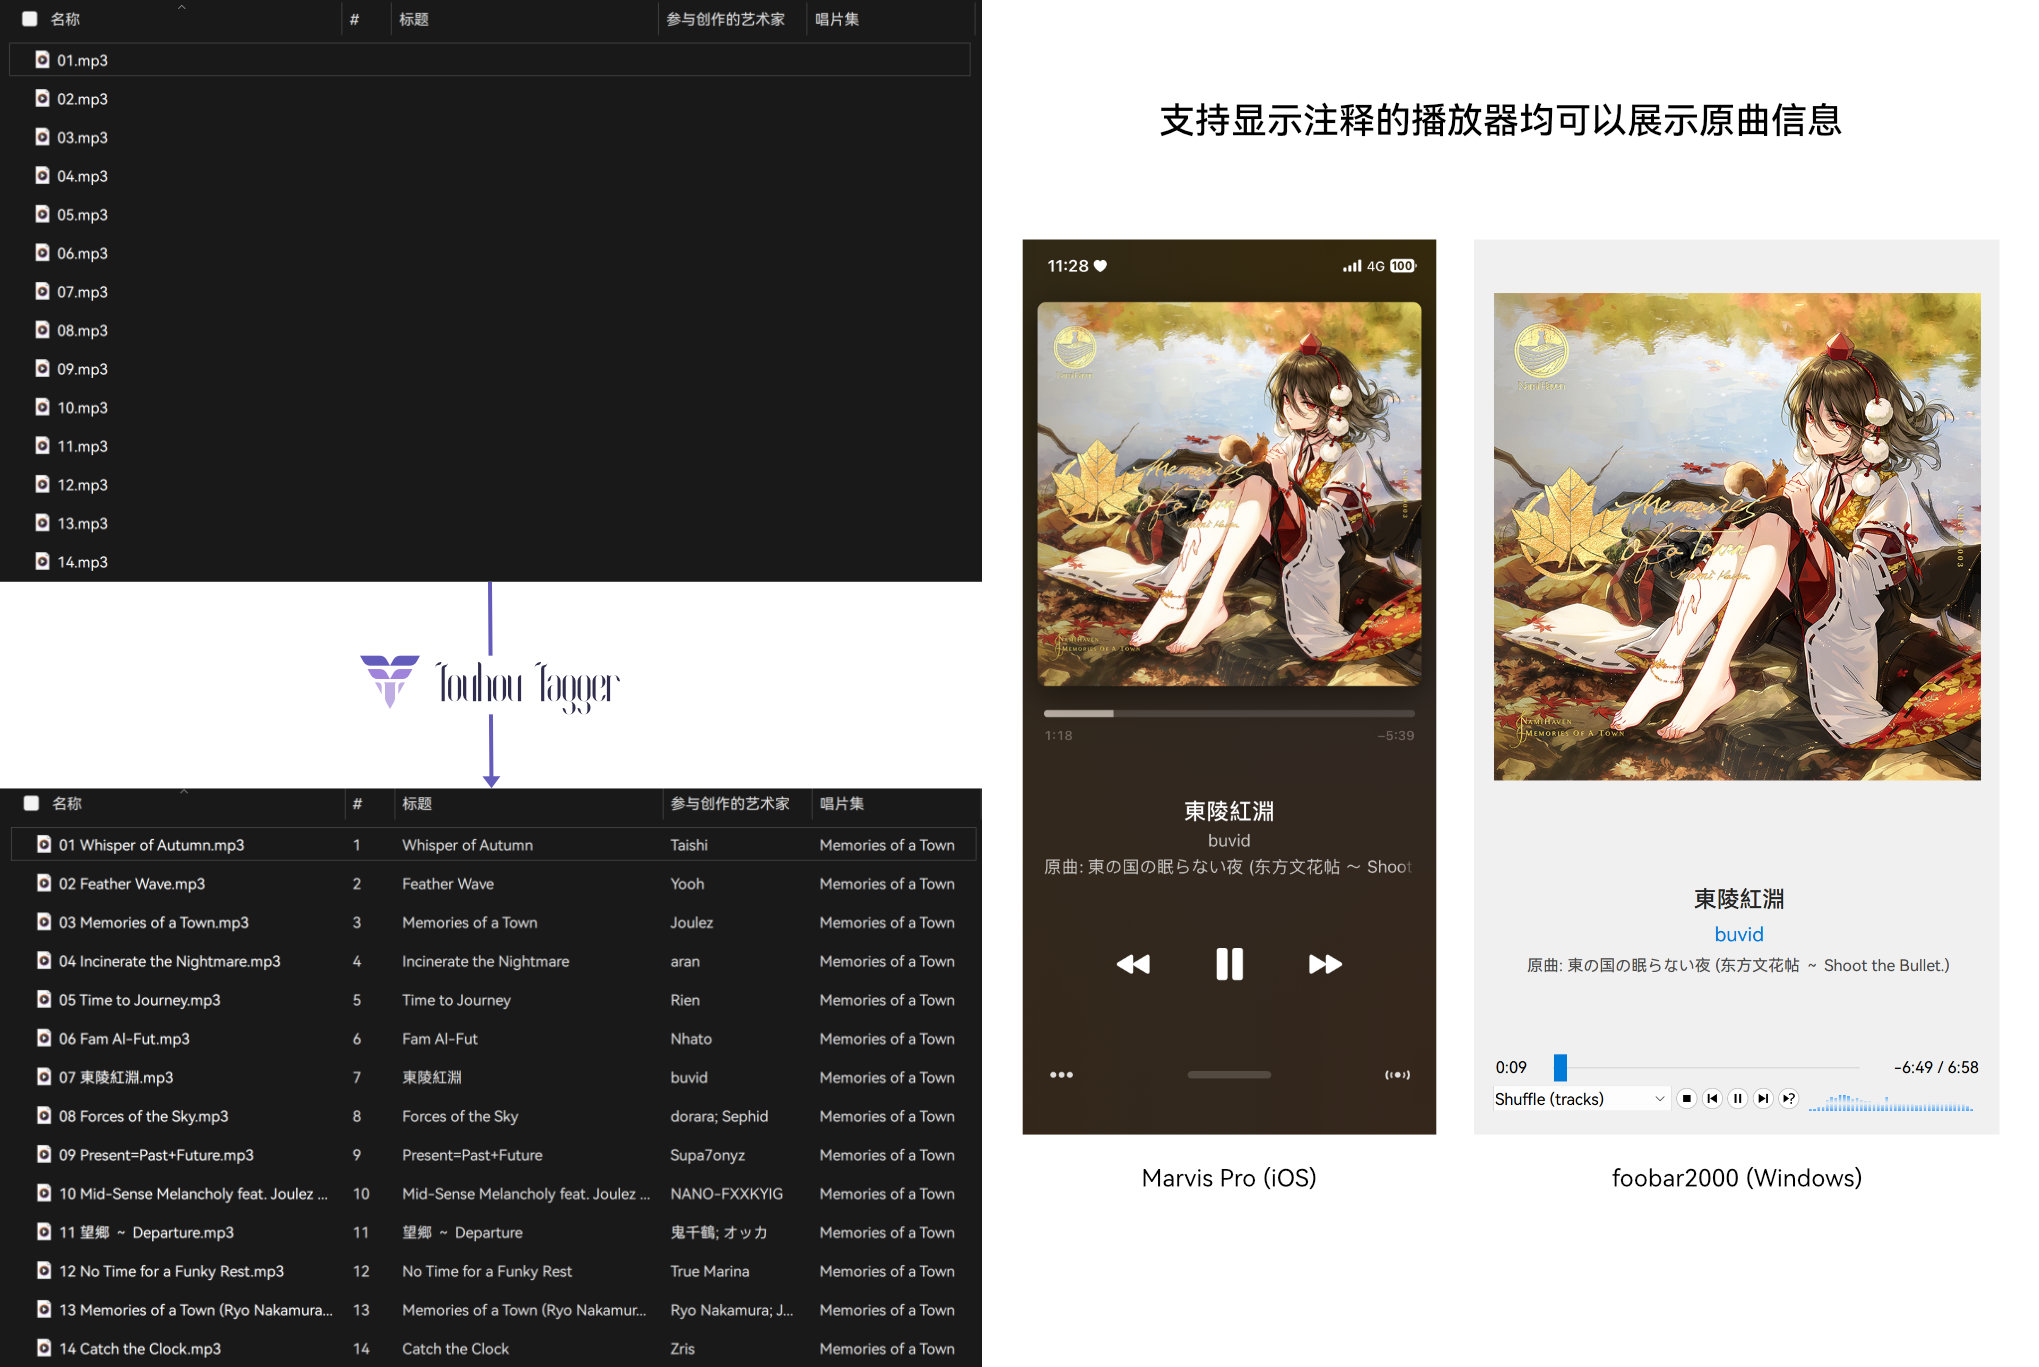 名称 # 标题 参与创作的艺术家 唱片集
01.mp3
02.mp3
03.mp3
04.mp3
05.mp3
06.mp3
07.mp3
08.mp3
09.mp3
10.mp3
11.mp3
12.mp3
13.mp3
14.mp3
Touhou Tagger
名称 # 标题 参与创作的艺术家 唱片集
01 Whisper of Autumn.mp3 1 Whisper of Autumn Taishi Memories of a Town
02 Feather Wave.mp3 2 Feather Wave Yooh Memories of a Town
03 Memories of a Town.mp3 3 Memories of a Town Joulez Memories of a Town
04 Incinerate the Nightmare.mp3 4 Incinerate the Nightmare aran Memories of a Town
05 Time to Journey.mp3 5 Time to Journey Rien Memories of a Town
06 Fam Al-Fut.mp3 6 Fam Al-Fut Nhato Memories of a Town
07 東陵紅淵.mp3 7 東陵紅淵 buvid Memories of a Town
08 Forces of the Sky.mp3 8 Forces of the Sky dorara; Sephid Memories of a Town
09 Present=Past+Future.mp3 9 Present=Past+Future Supa7onyz Memories of a Town
10 Mid-Sense Melancholy feat. Joulez ... 10 Mid-Sense Melancholy feat. Joulez ... NANO-FXXKYIG Memories of a Town
11 望郷 ~ Departure.mp3 11 望郷 ~ Departure 鬼千鶴; オッカ Memories of a Town
12 No Time for a Funky Rest.mp3 12 No Time for a Funky Rest True Marina Memories of a Town
13 Memories of a Town (Ryo Nakamura... 13 Memories of a Town (Ryo Nakamur... Ryo Nakamura; J... Memories of a Town
14 Catch the Clock.mp3 14 Catch the Clock Zris Memories of a Town
支持显示注释的播放器均可以展示原曲信息
11:28 4G 100
NamiHaven
Memories
of a Town
Nami Haven
NAMIHAVEN
MEMORIES OF A TOWN
1:18 -5:39
東陵紅淵
buvid
原曲: 東の国の眠らない夜 (东方文花帖 ～ Shoot
Marvis Pro (iOS)
NamiHaven
Memories
of a Town
Nami Haven
NAMIHAVEN
MEMORIES OF A TOWN
東陵紅淵
buvid
原曲: 東の国の眠らない夜 (东方文花帖 ~ Shoot the Bullet.)
0:09 -6:49 / 6:58
Shuffle (tracks)
foobar2000 (Windows)